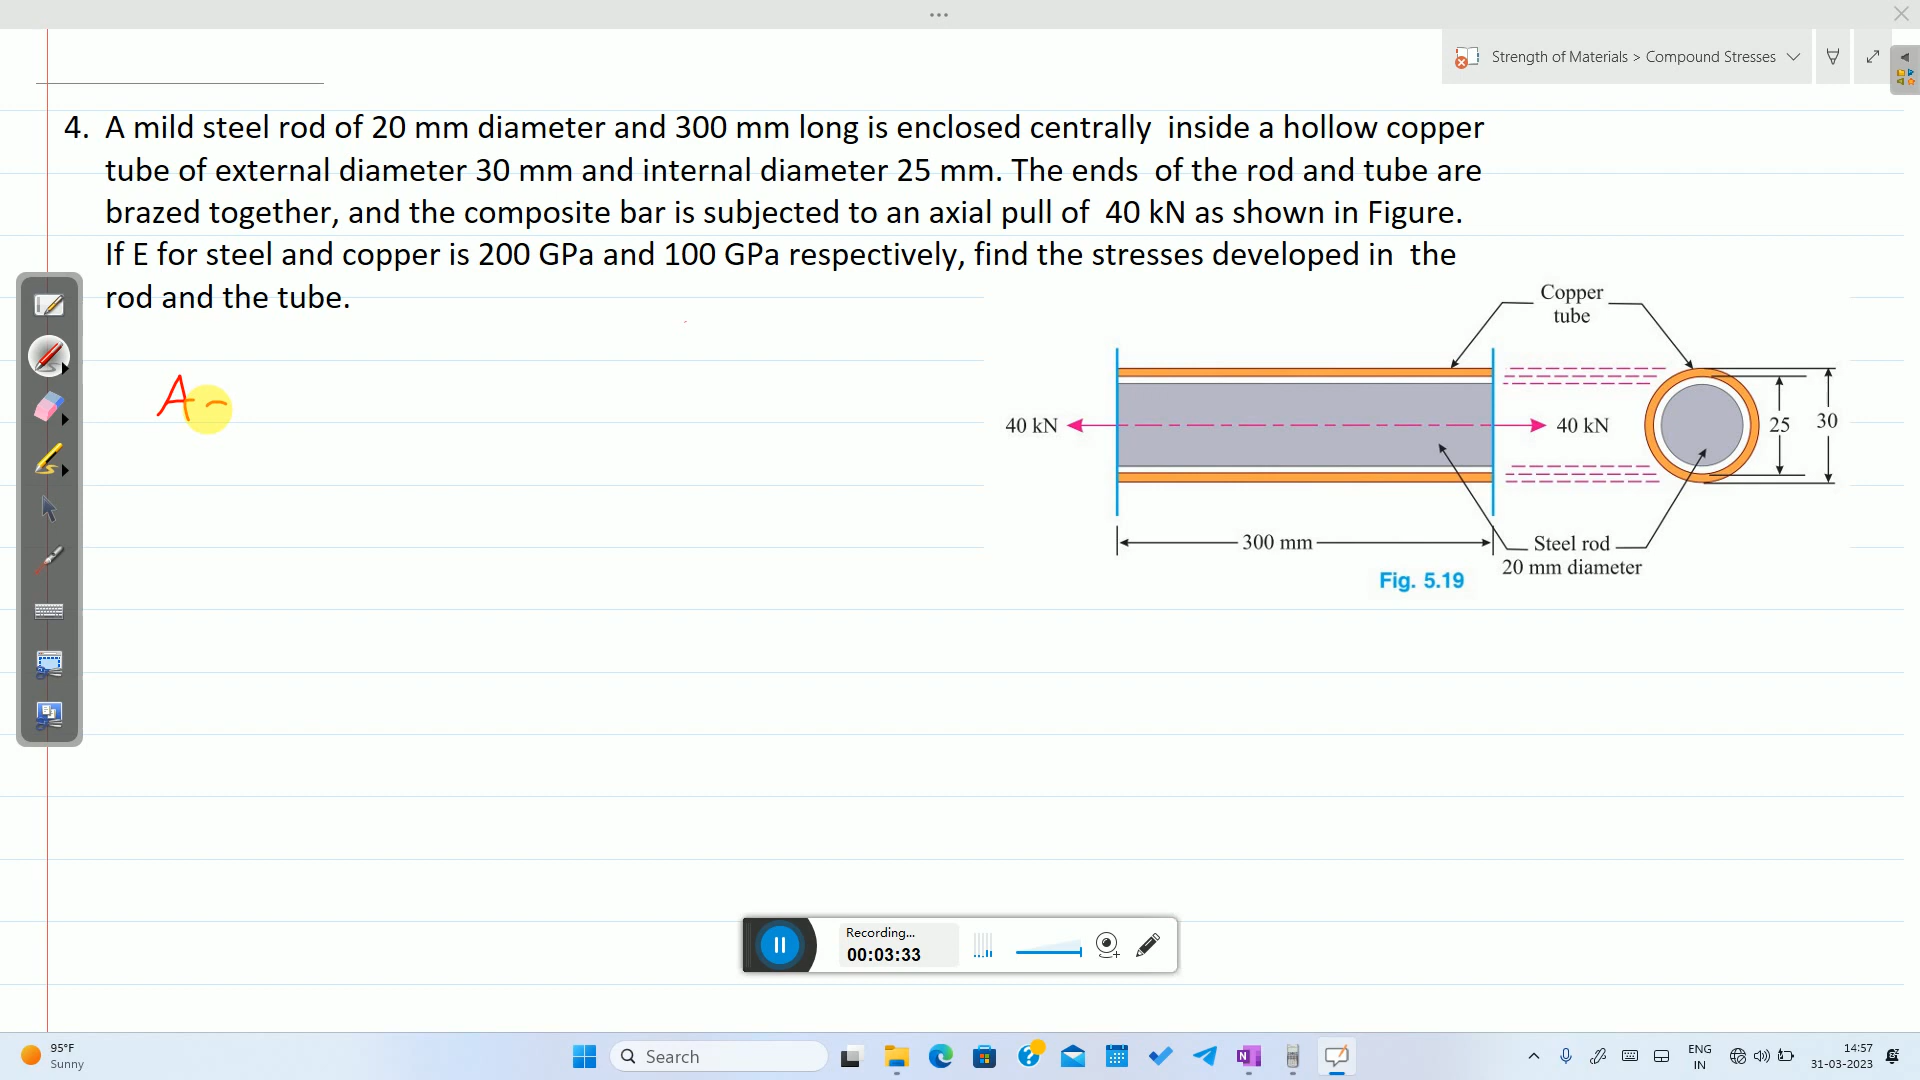 Strength of Materials > Compound Stresses
4. A mild steel rod of 20 mm diameter and 300 mm long is enclosed centrally inside a hollow copper
tube of external diameter 30 mm and internal diameter 25 mm. The ends of the rod and tube are
brazed together, and the composite bar is subjected to an axial pull of 40 kN as shown in Figure.
If E for steel and copper is 200 GPa and 100 GPa respectively, find the stresses developed in the
rod and the tube.
Copper
tube
A
40 kN
40 kN
25
30
300 mm
Steel rod
20 mm diameter
Fig. 5.19
Recording...
00:03:33
95°F
Sunny
Search
ENG
IN
14:57
31-03-2023